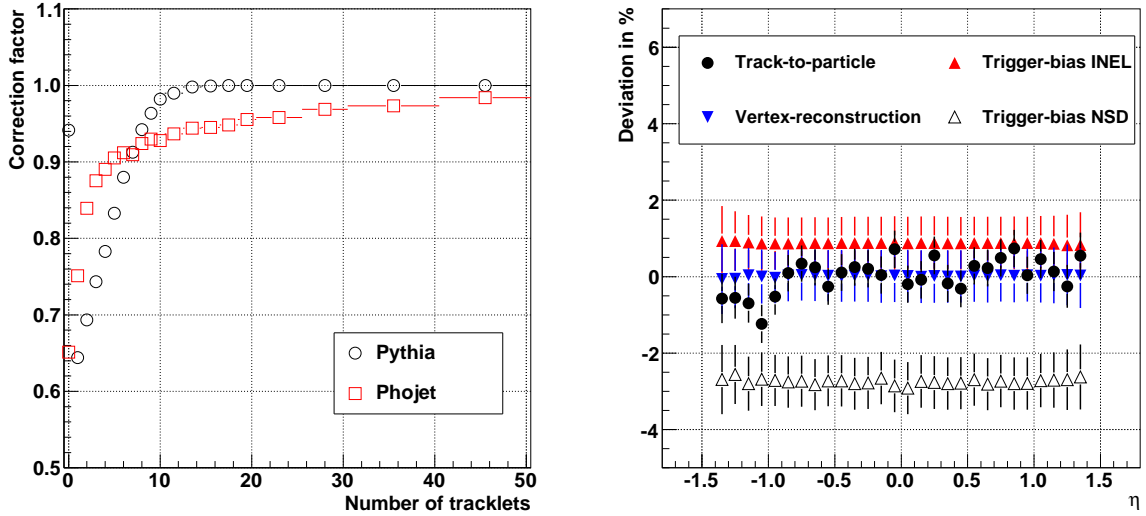 Correction factor
1.1
1.0
0.9
0.8
0.7
0.6
0.5
Pythia
Phojet
0 10 20 30 40 50
Number of tracklets
Deviation in %
6
4
2
0
-2
-4
Track-to-particle Trigger-bias INEL
Vertex-reconstruction Trigger-bias NSD
-1.5 -1.0 -0.5 0.0 0.5 1.0 1.5
η